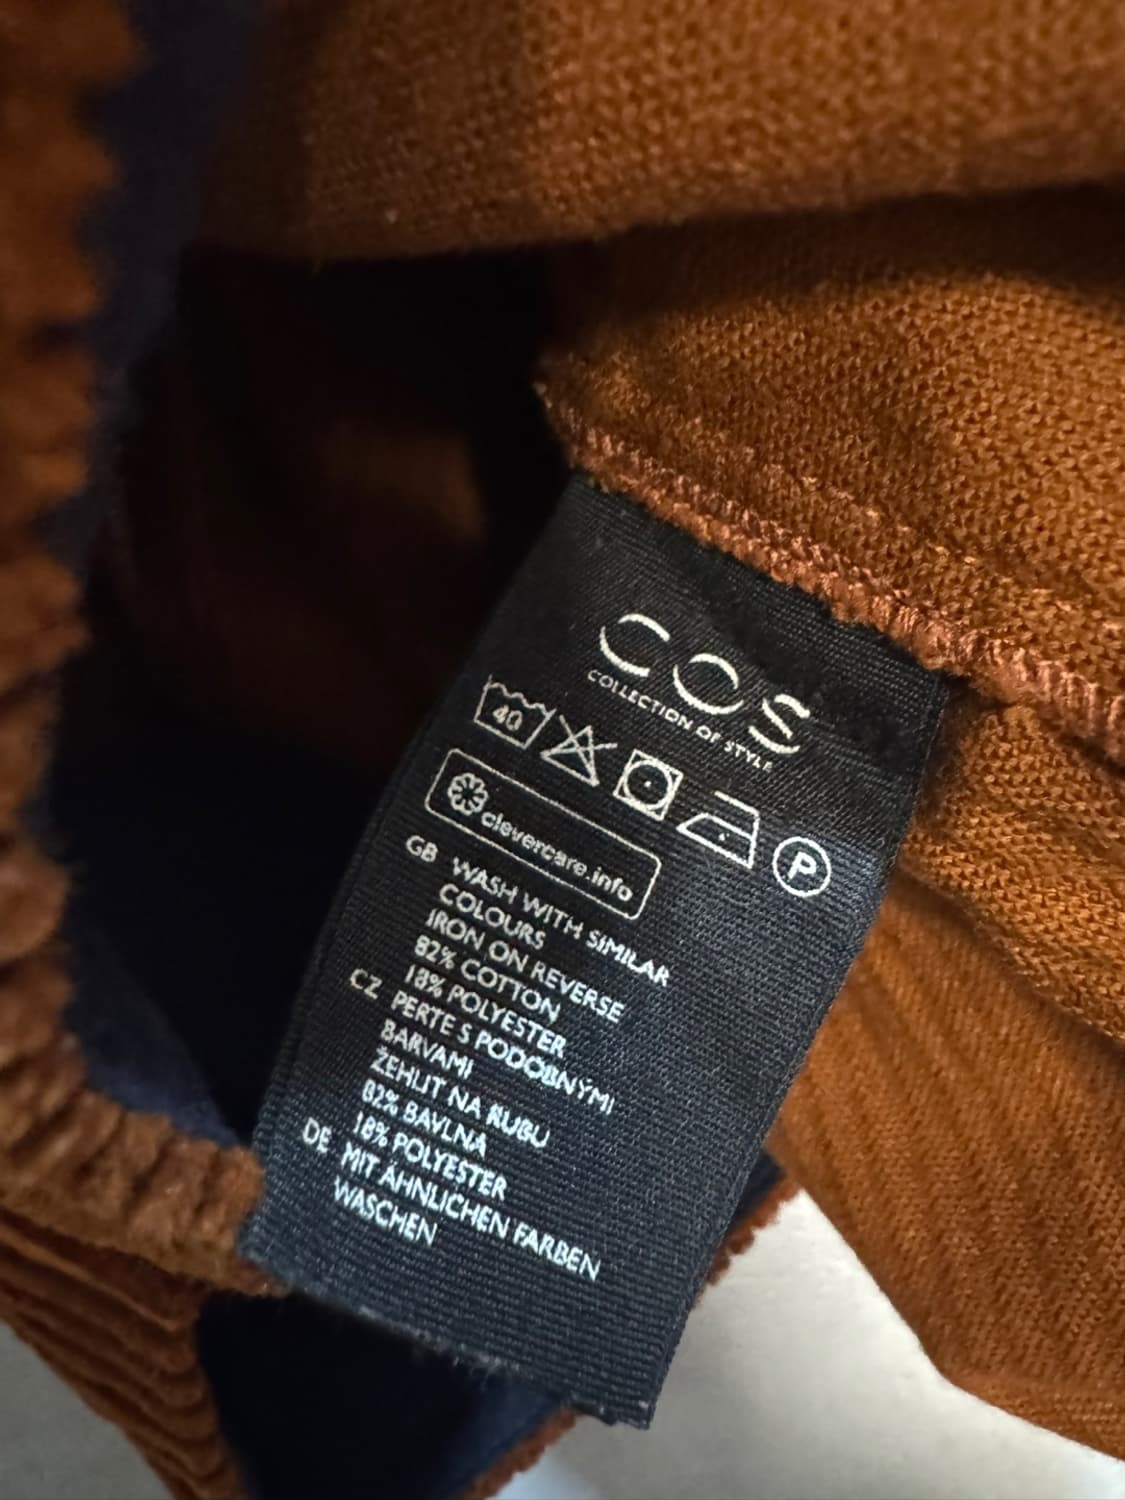 COS
COLLECTION OF STYLE
40
P
clevercare.info
GB WASH WITH SIMILAR
COLOURS
IRON ON REVERSE
82% COTTON
18% POLYESTER
CZ PERTE S PODOBNÝMI
BARVAMI
ŽEHLIT NA RUBU
82% BAVLNA
18% POLYESTER
DE MIT ÄHNLICHEN FARBEN
WASCHEN